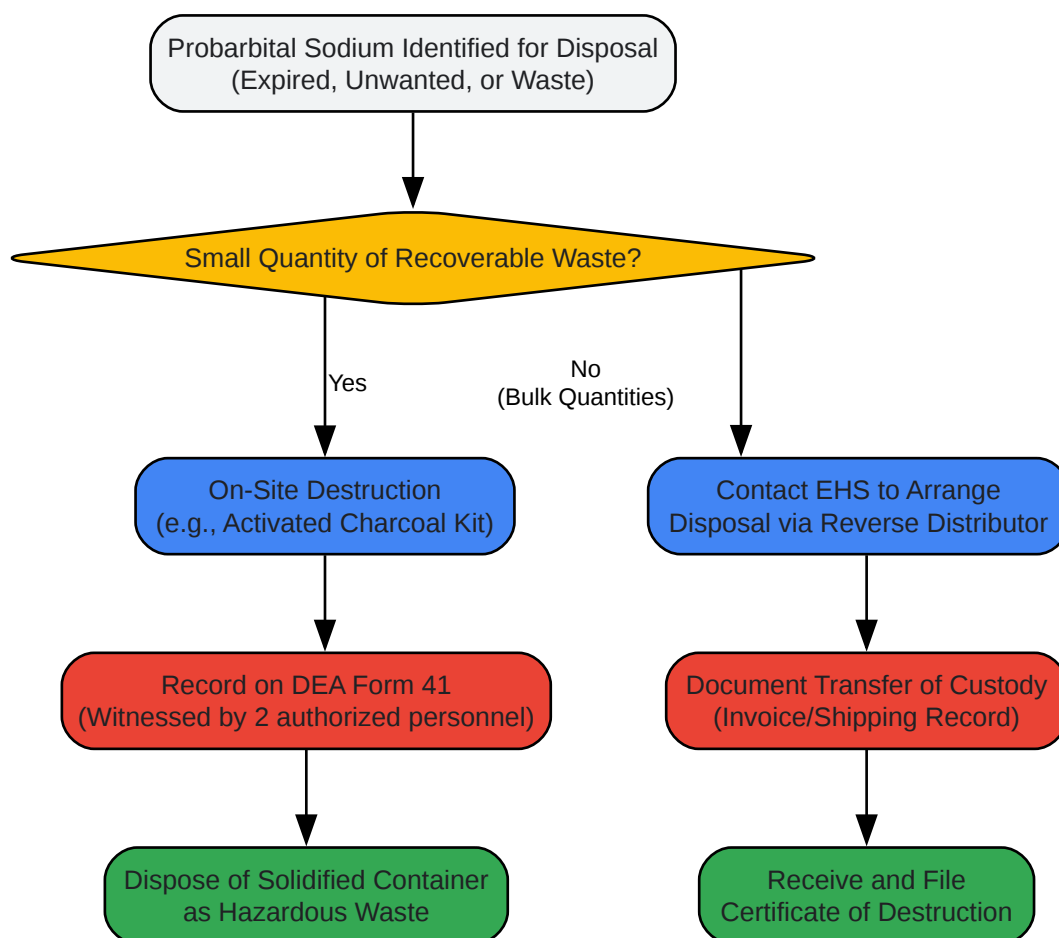 Probarbital Sodium Identified for Disposal
(Expired, Unwanted, or Waste)
Small Quantity of Recoverable Waste?
Yes
No
(Bulk Quantities)
On-Site Destruction
(e.g., Activated Charcoal Kit)
Contact EHS to Arrange
Disposal via Reverse Distributor
Record on DEA Form 41
(Witnessed by 2 authorized personnel)
Document Transfer of Custody
(Invoice/Shipping Record)
Dispose of Solidified Container
as Hazardous Waste
Receive and File
Certificate of Destruction